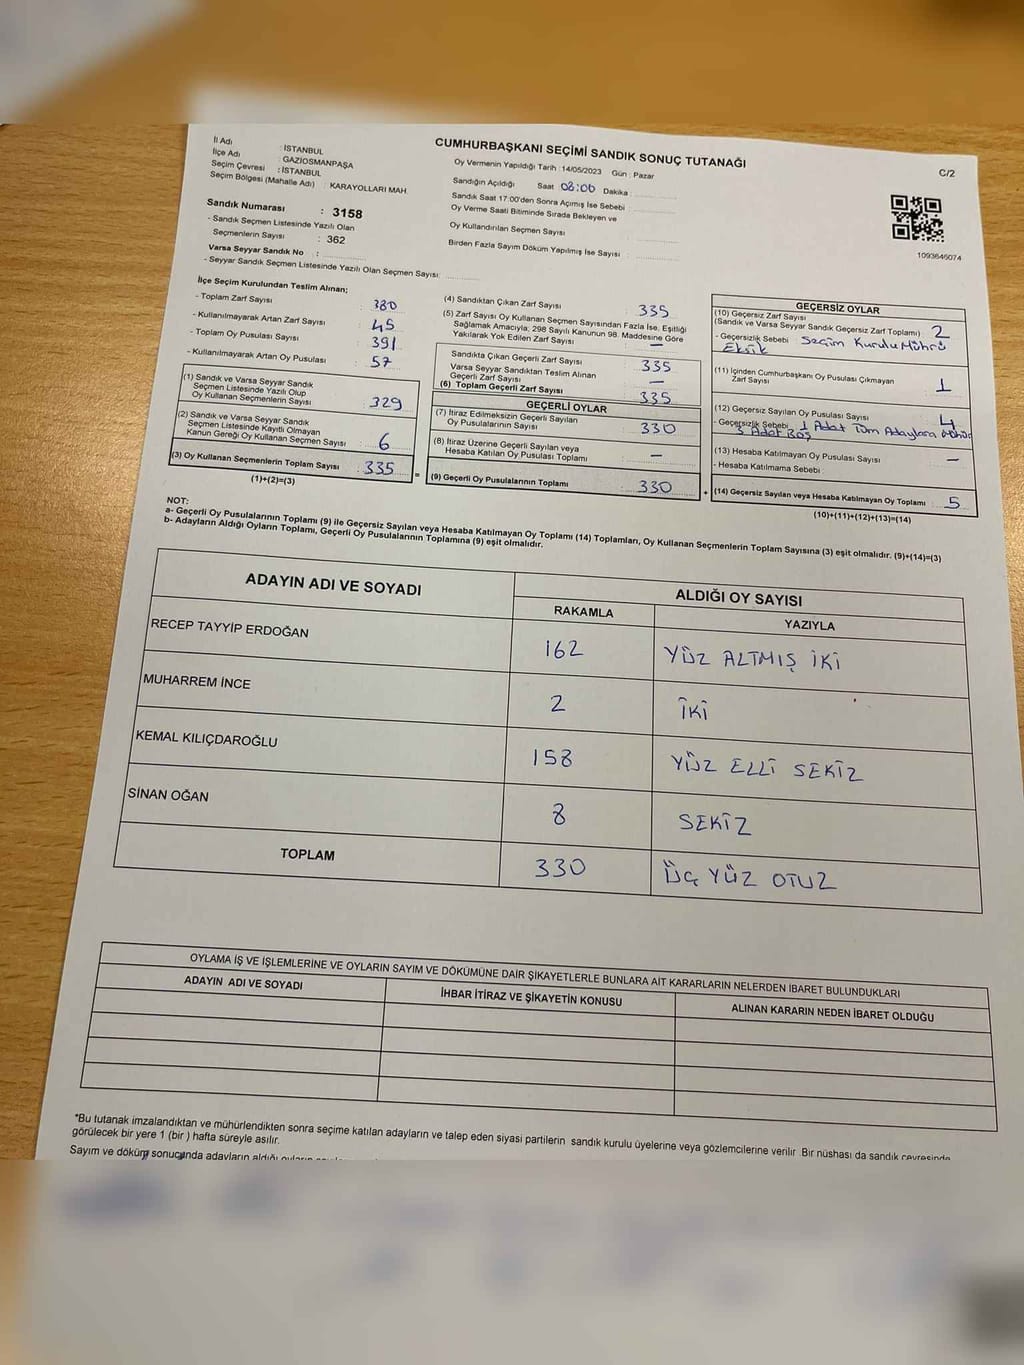 CUMHURBAŞKANI SEÇİMİ SANDIK SONUÇ TUTANAĞI
C/2
İl Adı : İSTANBUL
İlçe Adı : GAZİOSMANPAŞA
Seçim Çevresi : İSTANBUL
Seçim Bölgesi (Mahalle Adı) : KARAYOLLARI MAH.
Sandık Numarası : 3158
- Sandık Seçmen Listesinde Yazılı Olan
Seçmenlerin Sayısı : 362
Varsa Seyyar Sandık No :
- Seyyar Sandık Seçmen Listesinde Yazılı Olan Seçmen Sayısı:
Oy Vermenin Yapıldığı Tarih : 14/05/2023 Gün : Pazar
Sandığın Açıldığı Saat 08:00 Dakika :
Sandık Saat 17:00'den Sonra Açımış İse Sebebi :
Oy Verme Saati Bitiminde Sırada Bekleyen ve
Oy Kullandırılan Seçmen Sayısı :
Birden Fazla Sayım Döküm Yapılmış İse Sayısı :
1093645074
İlçe Seçim Kurulundan Teslim Alınan;
- Toplam Zarf Sayısı : 380
- Kullanılmayarak Artan Zarf Sayısı : 45
- Toplam Oy Pusulası Sayısı : 391
- Kullanılmayarak Artan Oy Pusulası : 57
(1) Sandık ve Varsa Seyyar Sandık
Seçmen Listesinde Yazılı Olup
Oy Kullanan Seçmenlerin Sayısı : 329
(2) Sandık ve Varsa Seyyar Sandık
Seçmen Listesinde Kayıtlı Olmayan
Kanun Gereği Oy Kullanan Seçmen Sayısı : 6
(3) Oy Kullanan Seçmenlerin Toplam Sayısı : 335
(1)+(2)=(3)
(4) Sandıktan Çıkan Zarf Sayısı : 335
(5) Zarf Sayısı Oy Kullanan Seçmen Sayısından Fazla İse, Eşitliği
Sağlamak Amacıyla; 298 Sayılı Kanunun 98. Maddesine Göre
Yakılarak Yok Edilen Zarf Sayısı : —
Sandıkta Çıkan Geçerli Zarf Sayısı : 335
Varsa Seyyar Sandıktan Teslim Alınan
Geçerli Zarf Sayısı : —
(6) Toplam Geçerli Zarf Sayısı : 335
=
GEÇERLİ OYLAR
(7) İtiraz Edilmeksizin Geçerli Sayılan
Oy Pusulalarının Sayısı : 330
(8) İtiraz Üzerine Geçerli Sayılan veya
Hesaba Katılan Oy Pusulası Toplamı : —
(9) Geçerli Oy Pusulalarının Toplamı : 330
+
GEÇERSİZ OYLAR
(10) Geçersiz Zarf Sayısı
(Sandık ve Varsa Seyyar Sandık Geçersiz Zarf Toplamı) : 2
- Geçersizlik Sebebi : Seçim Kurulu Mührü
Eksik
(11) İçinden Cumhurbaşkanı Oy Pusulası Çıkmayan
Zarf Sayısı : 1
(12) Geçersiz Sayılan Oy Pusulası Sayısı : 4
- Geçersizlik Sebebi : 1 Adet Tüm Adaylara
3 Adet Boş
(13) Hesaba Katılmayan Oy Pusulası Sayısı : —
- Hesaba Katılmama Sebebi
(14) Geçersiz Sayılan veya Hesaba Katılmayan Oy Toplamı : 5
(10)+(11)+(12)+(13)=(14)
NOT:
a- Geçerli Oy Pusulalarının Toplamı (9) ile Geçersiz Sayılan veya Hesaba Katılmayan Oy Toplamı (14) Toplamları, Oy Kullanan Seçmenlerin Toplam Sayısına (3) eşit olmalıdır. (9)+(14)=(3)
b- Adayların Aldığı Oyların Toplamı, Geçerli Oy Pusulalarının Toplamına (9) eşit olmalıdır.
ADAYIN ADI VE SOYADI
ALDIĞI OY SAYISI
RAKAMLA YAZIYLA
RECEP TAYYİP ERDOĞAN 162 YÜZ ALTMIŞ İKİ
MUHARREM İNCE 2 İKİ
KEMAL KILIÇDAROĞLU 158 YÜZ ELLİ SEKİZ
SİNAN OĞAN 8 SEKİZ
TOPLAM 330 ÜÇ YÜZ OTUZ
OYLAMA İŞ VE İŞLEMLERİNE VE OYLARIN SAYIM VE DÖKÜMÜNE DAİR ŞİKAYETLERLE BUNLARA AİT KARARLARIN NELERDEN İBARET BULUNDUKLARI
ADAYIN ADI VE SOYADI İHBAR İTİRAZ VE ŞİKAYETİN KONUSU ALINAN KARARIN NEDEN İBARET OLDUĞU
*Bu tutanak imzalandıktan ve mühürlendikten sonra seçime katılan adayların ve talep eden siyasi partilerin sandık kurulu üyelerine veya gözlemcilerine verilir. Bir nüshası da sandık çevresinde
görülecek bir yere 1 (bir ) hafta süreyle asılır.
Sayım ve döküm sonucunda adayların aldığı oyların